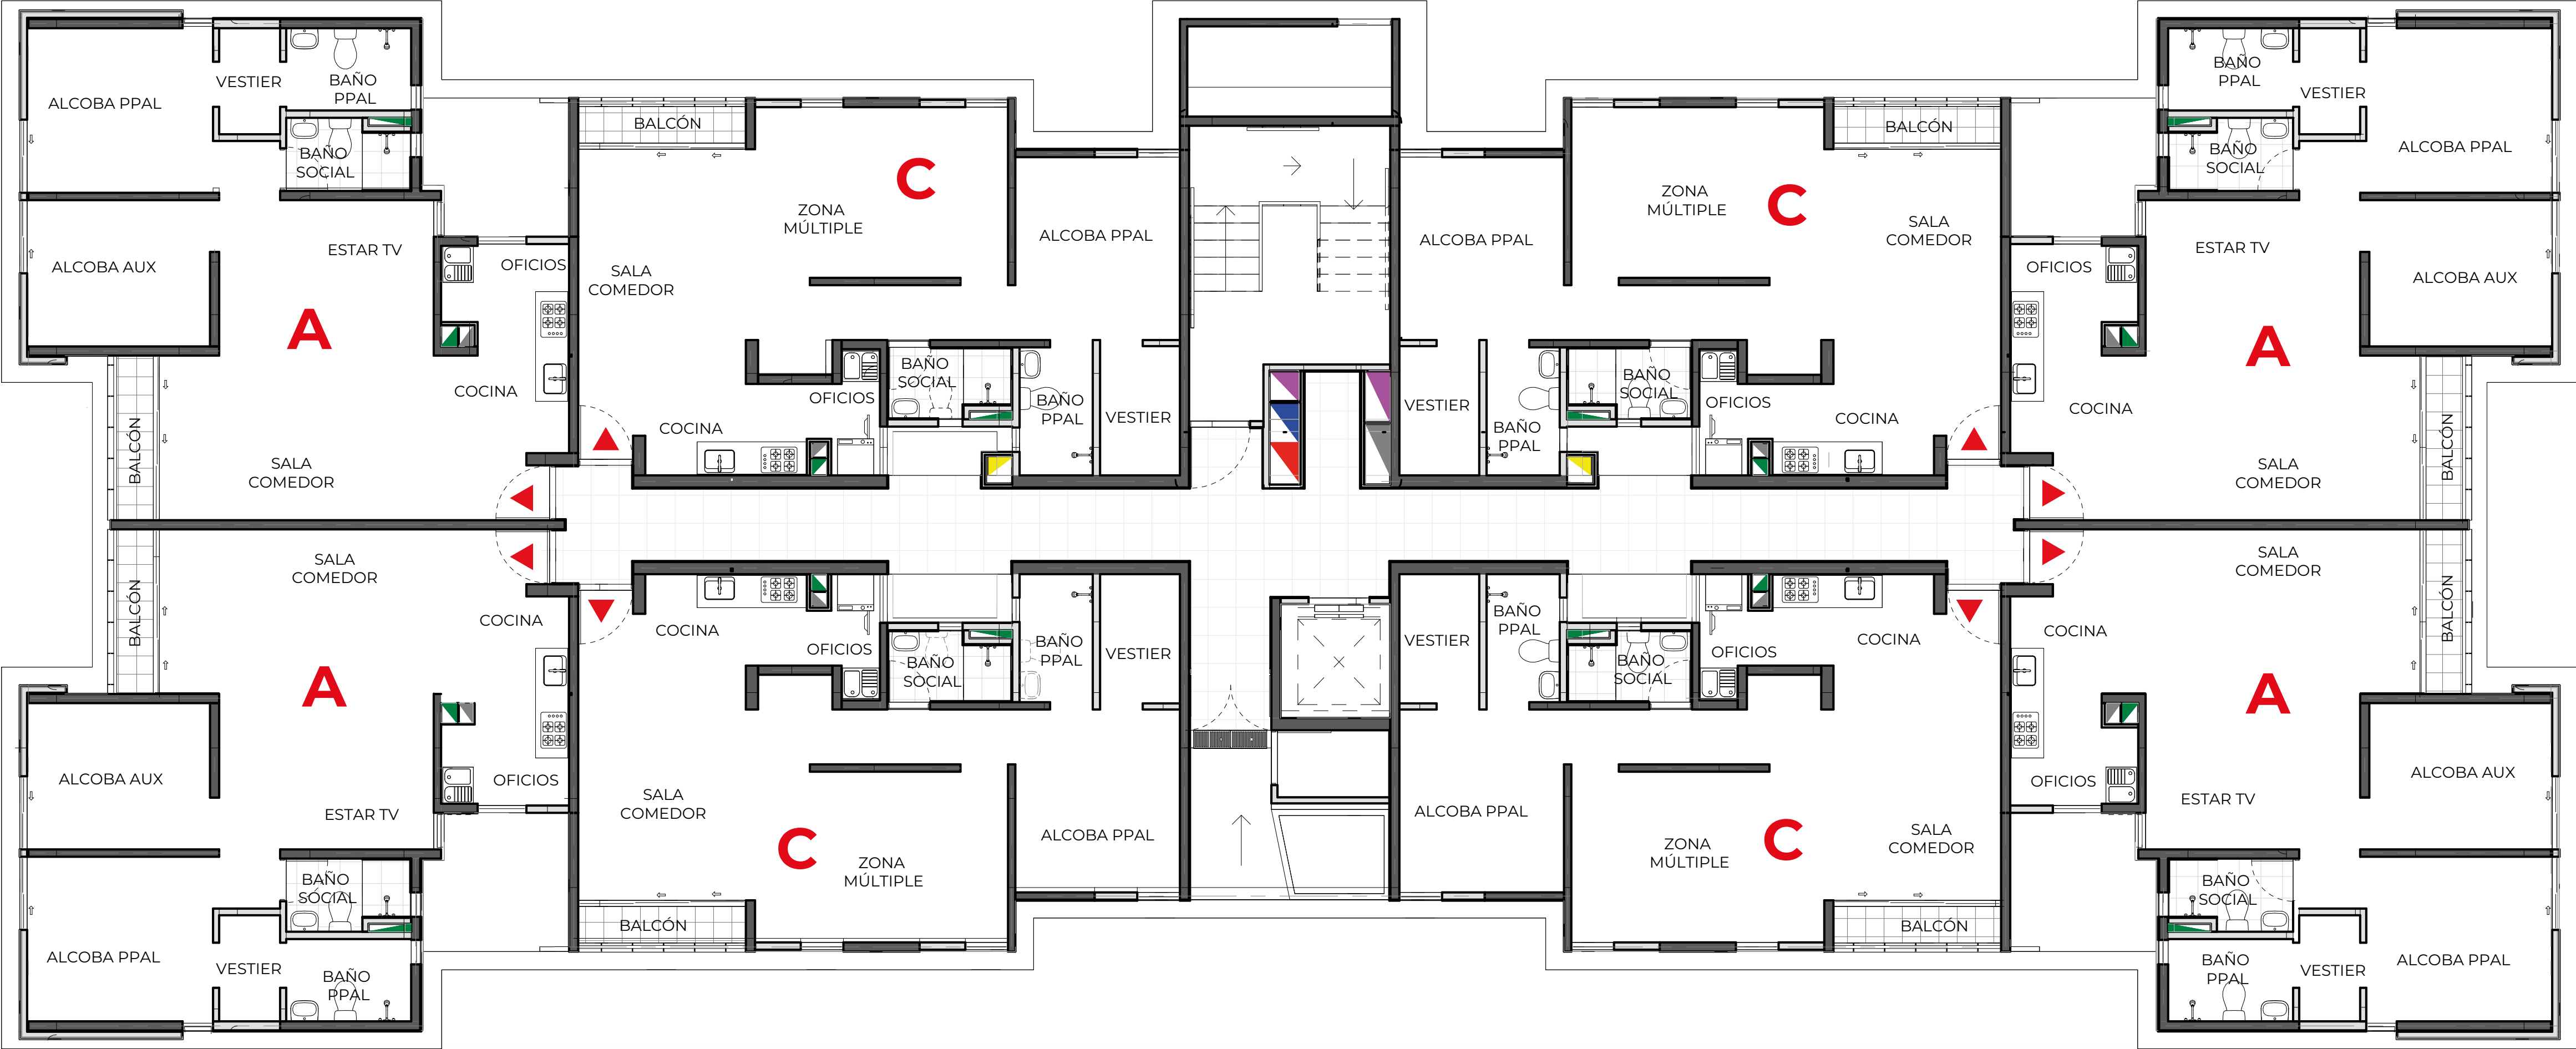 ALCOBA PPAL
VESTIER
BAÑO
PPAL
BAÑO
SOCIAL
ALCOBA AUX
ESTAR TV
OFICIOS
A
COCINA
BALCÓN
SALA
COMEDOR
BALCÓN
ZONA
MÚLTIPLE
C
SALA
COMEDOR
ALCOBA PPAL
BAÑO
SOCIAL
OFICIOS
COCINA
BAÑO
PPAL
VESTIER
ALCOBA PPAL
ZONA
MÚLTIPLE
C
BALCÓN
SALA
COMEDOR
VESTIER
BAÑO
PPAL
BAÑO
SOCIAL
OFICIOS
COCINA
BAÑO
PPAL
VESTIER
BAÑO
SOCIAL
ALCOBA PPAL
ESTAR TV
OFICIOS
ALCOBA AUX
A
COCINA
SALA
COMEDOR
BALCÓN
SALA
COMEDOR
BALCÓN
COCINA
A
ALCOBA AUX
OFICIOS
ESTAR TV
BAÑO
SOCIAL
ALCOBA PPAL
VESTIER
BAÑO
PPAL
COCINA
OFICIOS
BAÑO
SOCIAL
BAÑO
PPAL
VESTIER
SALA
COMEDOR
C
ZONA
MÚLTIPLE
ALCOBA PPAL
BALCÓN
VESTIER
BAÑO
PPAL
BAÑO
SOCIAL
OFICIOS
COCINA
ALCOBA PPAL
ZONA
MÚLTIPLE
C
SALA
COMEDOR
BALCÓN
SALA
COMEDOR
BALCÓN
COCINA
A
OFICIOS
ALCOBA AUX
ESTAR TV
BAÑO
SOCIAL
BAÑO
PPAL
VESTIER
ALCOBA PPAL